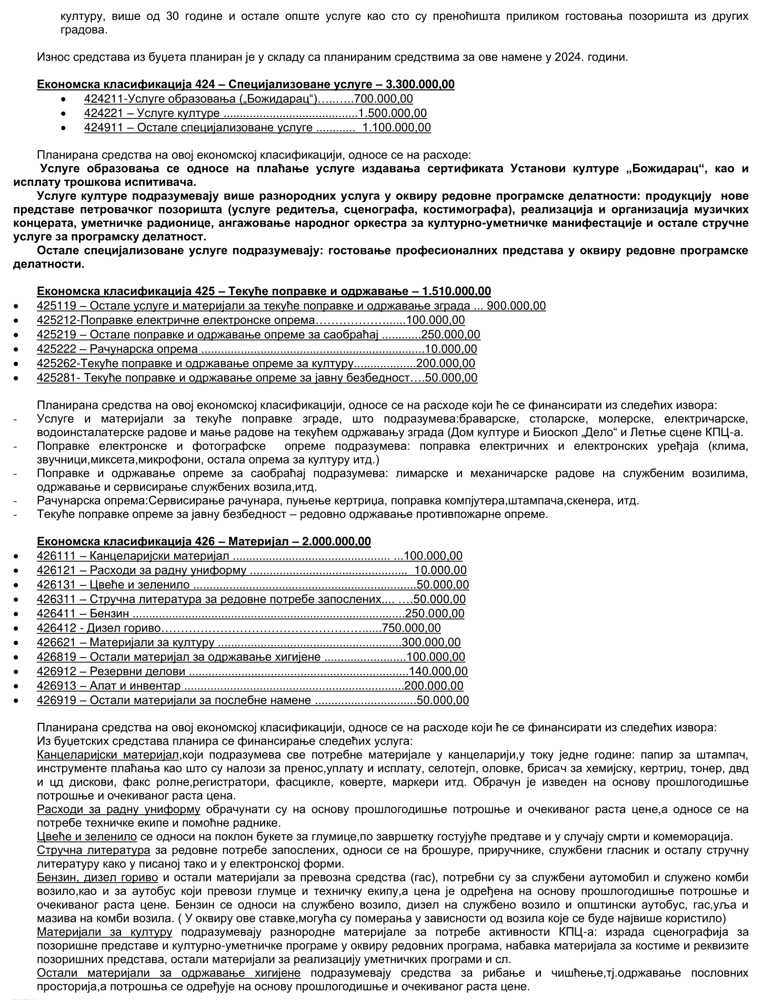 културу, више од 30 године и остале опште услуге као сто су преноћишта приликом гостовања позоришта из других
градова.
Износ средстава из буџета планиран је у складу са планираним средствима за ове намене у 2024. години.
Економска класификација 424 – Специјализоване услуге – 3.300.000,00
• 424211-Услуге образовања („Божидарац“)…..…..700.000,00
• 424221 – Услуге културе .........................................1.500.000,00
• 424911 – Остале специјализоване услуге ............ 1.100.000,00
Планирана средства на овој економској класификацији, односе се на расходе:
Услуге образовања се односе на плаћање услуге издавања сертификата Установи културе „Божидарац“, као и
исплату трошкова испитивача.
Услуге културе подразумевају више разнородних услуга у оквиру редовне програмске делатности: продукцију нове
представе петровачког позоришта (услуге редитеља, сценографа, костимографа), реализација и организација музичких
концерата, уметничке радионице, ангажовање народног оркестра за културно-уметничке манифестације и остале стручне
услуге за програмску делатност.
Остале специјализоване услуге подразумевају: гостовање професионалних представа у оквиру редовне програмске
делатности.
Економска класификација 425 – Текуће поправке и одржавање – 1.510.000,00
• 425119 – Остале услуге и материјали за текуће поправке и одржавање зграда ... 900.000,00
• 425212-Поправке електричне електронске опрема………………......100.000,00
• 425219 – Остале поправке и одржавање опреме за саобраћај ............250.000,00
• 425222 – Рачунарска опрема ....................................................................10.000,00
• 425262-Текуће поправке и одржавање опреме за културу...................200.000,00
• 425281- Текуће поправке и одржавање опреме за јавну безбедност….50.000,00
Планирана средства на овој економској класификацији, односе се на расходе који ће се финансирати из следећих извора:
- Услуге и материјали за текуће поправке зграде, што подразумева:браварске, столарске, молерске, електричарске,
водоинсталатерске радове и мање радове на текућем одржавању зграда (Дом културе и Биоскоп „Дело“ и Летње сцене КПЦ-а.
- Поправке електронске и фотографске опреме подразумева: поправка електричних и електронских уређаја (клима,
звучници,миксета,микрофони, остала опрема за културу итд.)
- Поправке и одржавање опреме за саобраћај подразумева: лимарске и механичарске радове на службеним возилима,
одржавање и сервисирање службених возила,итд.
- Рачунарска опрема:Сервисирање рачунара, пуњење кертриџа, поправка компјутера,штампача,скенера, итд.
- Текуће поправке опреме за јавну безбедност – редовно одржавање противпожарне опреме.
Економска класификација 426 – Материјал – 2.000.000,00
• 426111 – Канцеларијски материјал ................................................ ...100.000,00
• 426121 – Расходи за радну униформу ................................................ 10.000,00
• 426131 – Цвеће и зеленило ....................................................................50.000,00
• 426311 – Стручна литература за редовне потребе запослених.... ….50.000,00
• 426411 – Бензин ...................................................................................250.000,00
• 426412 - Дизел гориво…………………………………………......750.000,00
• 426621 – Материјали за културу ........................................................300.000,00
• 426819 – Остали материјал за одржавање хигијене .........................100.000,00
• 426912 – Резервни делови ...................................................................140.000,00
• 426913 – Алат и инвентар ...................................................................200.000,00
• 426919 – Остали материјали за послебне намене ...............................50.000,00
Планирана средства на овој економској класификацији, односе се на расходе који ће се финансирати из следећих извора:
Из буџетских средстава планира се финансирање следећих услуга:
Канцеларијски материјал,који подразумева све потребне материјале у канцеларији,у току једне године: папир за штампач,
инструменте плаћања као што су налози за пренос,уплату и исплату, селотејп, оловке, брисач за хемијску, кертриџ, тонер, двд
и цд дискови, факс ролне,регистратори, фасцикле, коверте, маркери итд. Обрачун је изведен на основу прошлогодишње
потрошње и очекиваног раста цена.
Расходи за радну униформу обрачунати су на основу прошлогодишње потрошње и очекиваног раста цене,а односе се на
потребе техничке екипе и помоћне раднике.
Цвеће и зеленило се односи на поклон букете за глумице,по завршетку гостујуће предтаве и у случају смрти и комеморација.
Стручна литература за редовне потребе запослених, односи се на брошуре, приручнике, службени гласник и осталу стручну
литературу како у писаној тако и у електронској форми.
Бензин, дизел гориво и остали материјали за превозна средства (гас), потребни су за службени аутомобил и служено комби
возило,као и за аутобус који превози глумце и техничку екипу,а цена је одређена на основу прошлогодишње потрошње и
очекиваног раста цене. Бензин се односи на службено возило, дизел на службено возило и општински аутобус, гас,уља и
мазива на комби возила. ( У оквиру ове ставке,могућа су померања у зависности од возила које се буде највише користило)
Материјали за културу подразумевају разнородне материјале за потребе активности КПЦ-а: израда сценографија за
позоришне представе и културно-уметничке програме у оквиру редовних програма, набавка материјала за костиме и реквизите
позоришних представа, остали материјали за реализацију уметничких програми и сл.
Остали материјали за одржавање хигијене подразумевају средства за рибање и чишћење,тј.одржавање пословних
просторија,а потрошња се одређује на основу прошлогодишње и очекиваног раста цене.